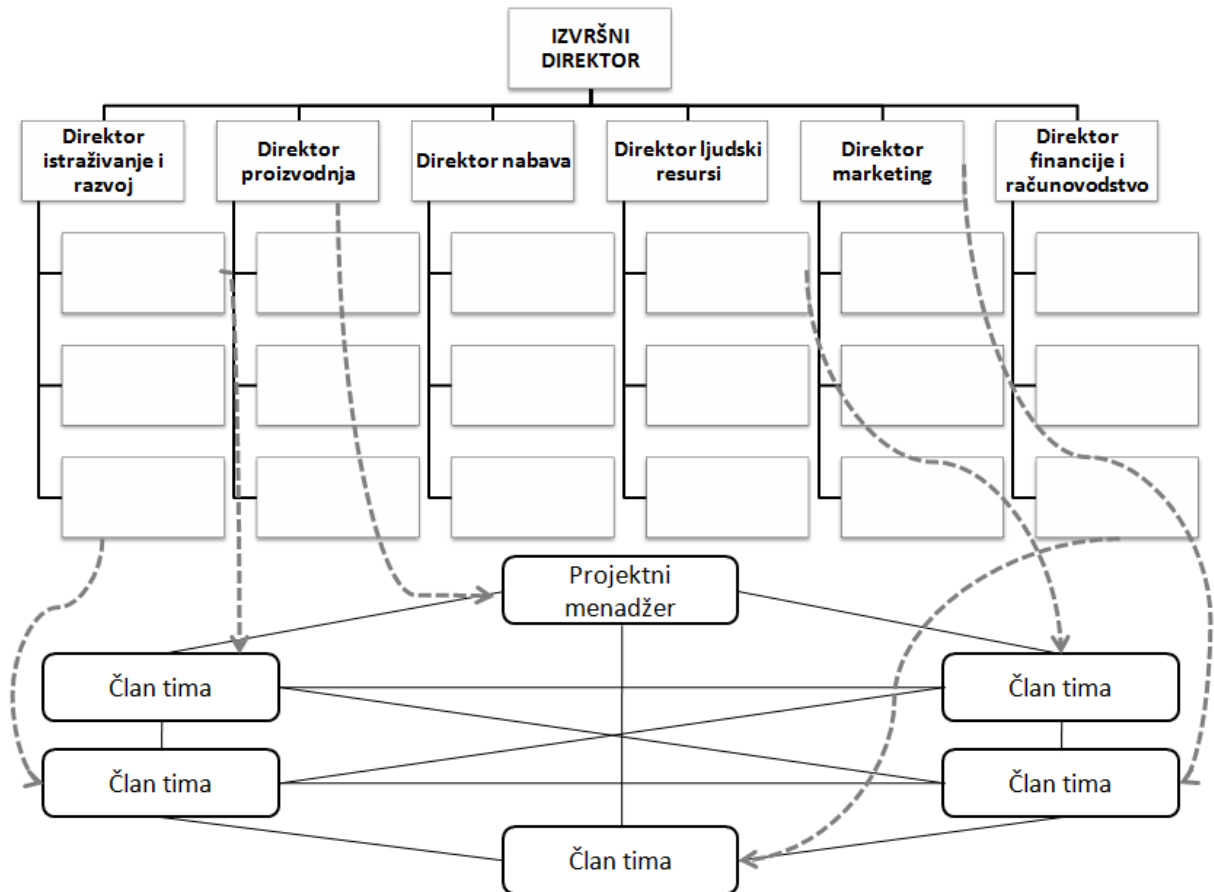 IZVRŠNI
DIREKTOR
Direktor
istraživanje i
razvoj
Direktor
proizvodnja
Direktor nabava
Direktor ljudski
resursi
Direktor
marketing
Direktor
financije i
računovodstvo
Projektni
menadžer
Član tima
Član tima
Član tima
Član tima
Član tima